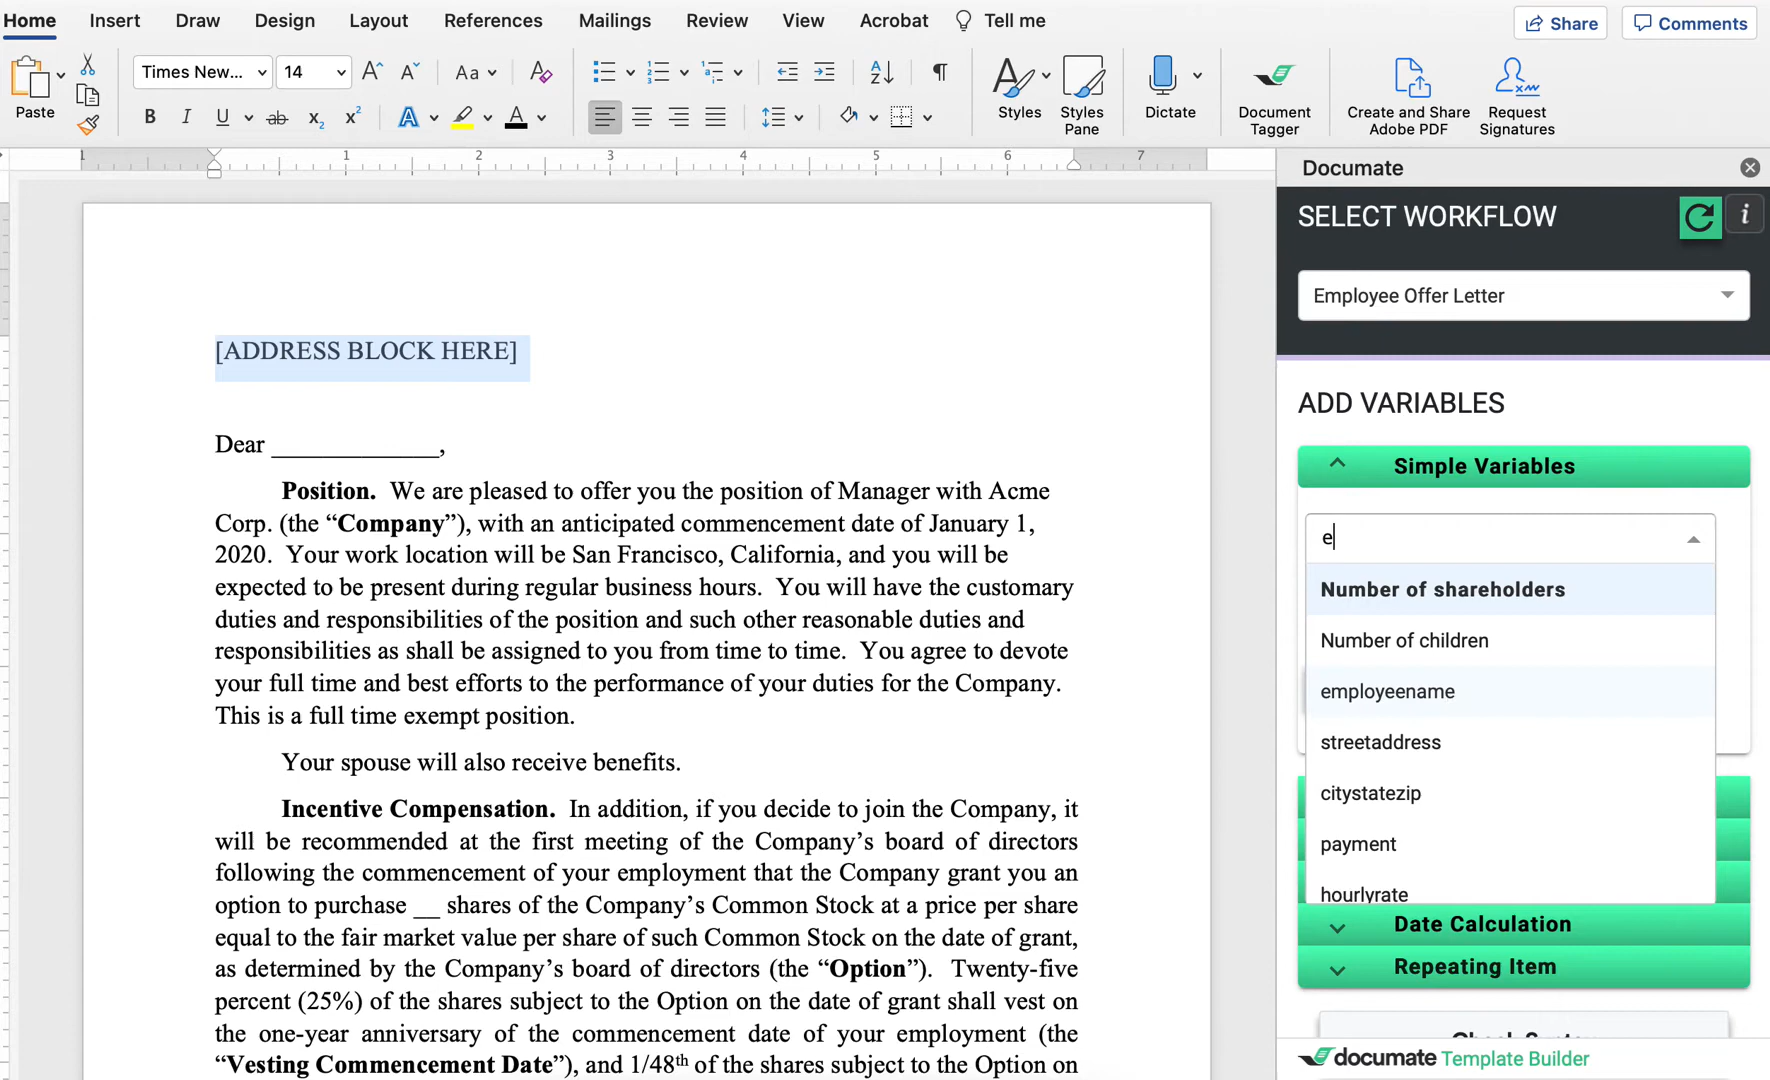 Home Insert Draw Design Layout References Mailings Review View Acrobat Tell me Share Comments
Times New... 14 Aa
Paste
B I U ab x2 x2 A A
Styles Styles Pane Dictate Document Tagger Create and Share Adobe PDF Request Signatures
1 1 2 3 4 5 6 7
[ADDRESS BLOCK HERE]
Dear ______________,
Position. We are pleased to offer you the position of Manager with Acme
Corp. (the “Company”), with an anticipated commencement date of January 1,
2020. Your work location will be San Francisco, California, and you will be
expected to be present during regular business hours. You will have the customary
duties and responsibilities of the position and such other reasonable duties and
responsibilities as shall be assigned to you from time to time. You agree to devote
your full time and best efforts to the performance of your duties for the Company.
This is a full time exempt position.
Your spouse will also receive benefits.
Incentive Compensation. In addition, if you decide to join the Company, it
will be recommended at the first meeting of the Company’s board of directors
following the commencement of your employment that the Company grant you an
option to purchase __ shares of the Company’s Common Stock at a price per share
equal to the fair market value per share of such Common Stock on the date of grant,
as determined by the Company’s board of directors (the “Option”). Twenty-five
percent (25%) of the shares subject to the Option on the date of grant shall vest on
the one-year anniversary of the commencement date of your employment (the
“Vesting Commencement Date”), and 1/48th of the shares subject to the Option on
Documate
SELECT WORKFLOW
i
Employee Offer Letter
ADD VARIABLES
Simple Variables
e
Number of shareholders
Number of children
employeename
streetaddress
citystatezip
payment
hourlyrate
Date Calculation
Repeating Item
documate Template Builder